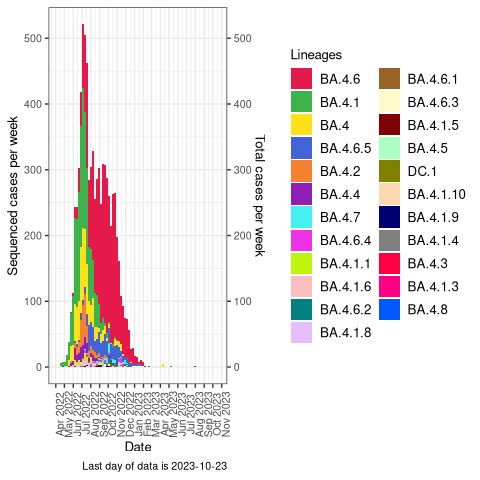 Sequenced cases per week
500
400
300
200
100
0
500
400
300
200
100
0
Total cases per week
Apr 2022
May 2022
Jun 2022
Jul 2022
Aug 2022
Sep 2022
Oct 2022
Nov 2022
Dec 2022
Jan 2023
Feb 2023
Mar 2023
Apr 2023
May 2023
Jun 2023
Jul 2023
Aug 2023
Sep 2023
Oct 2023
Nov 2023
Date
Last day of data is 2023-10-23
Lineages
BA.4.6
BA.4.1
BA.4
BA.4.6.5
BA.4.2
BA.4.4
BA.4.7
BA.4.6.4
BA.4.1.1
BA.4.1.6
BA.4.6.2
BA.4.1.8
BA.4.6.1
BA.4.6.3
BA.4.1.5
BA.4.5
DC.1
BA.4.1.10
BA.4.1.9
BA.4.1.4
BA.4.3
BA.4.1.3
BA.4.8